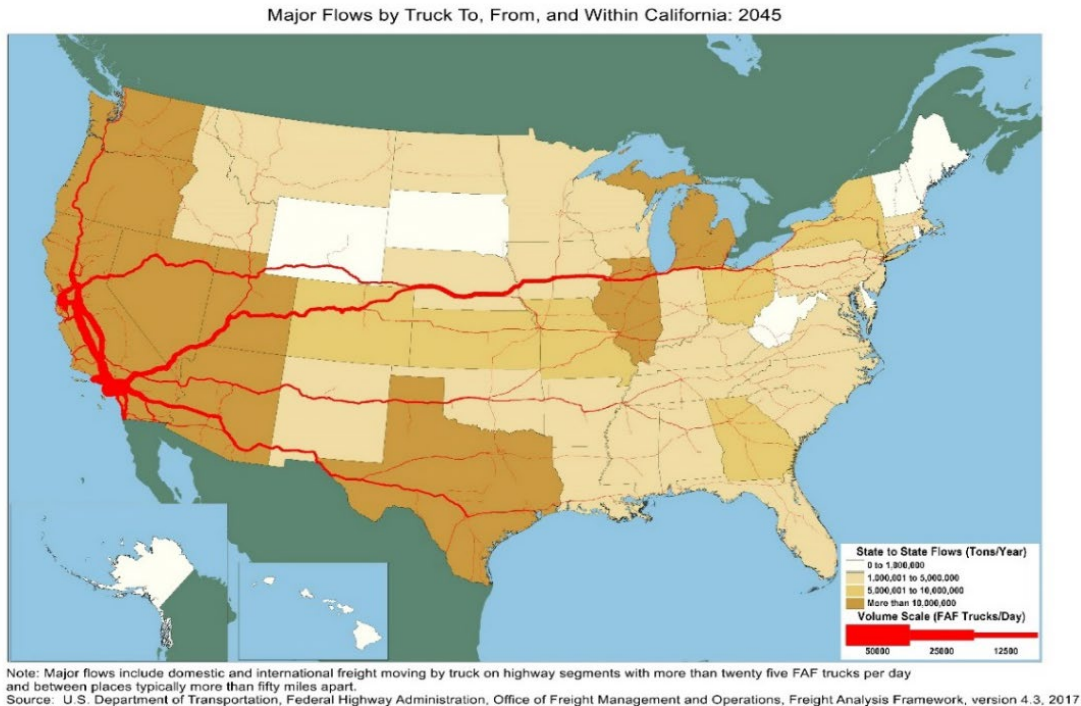 Major Flows by Truck To, From, and Within California: 2045
State to State Flows (Tons/Year)
0 to 1,000,000
1,000,001 to 5,000,000
5,000,001 to 10,000,000
More than 10,000,000
Volume Scale (FAF Trucks/Day)
50000 25000 12500
Note: Major flows include domestic and international freight moving by truck on highway segments with more than twenty five FAF trucks per day
and between places typically more than fifty miles apart.
Source: U.S. Department of Transportation, Federal Highway Administration, Office of Freight Management and Operations, Freight Analysis Framework, version 4.3, 2017